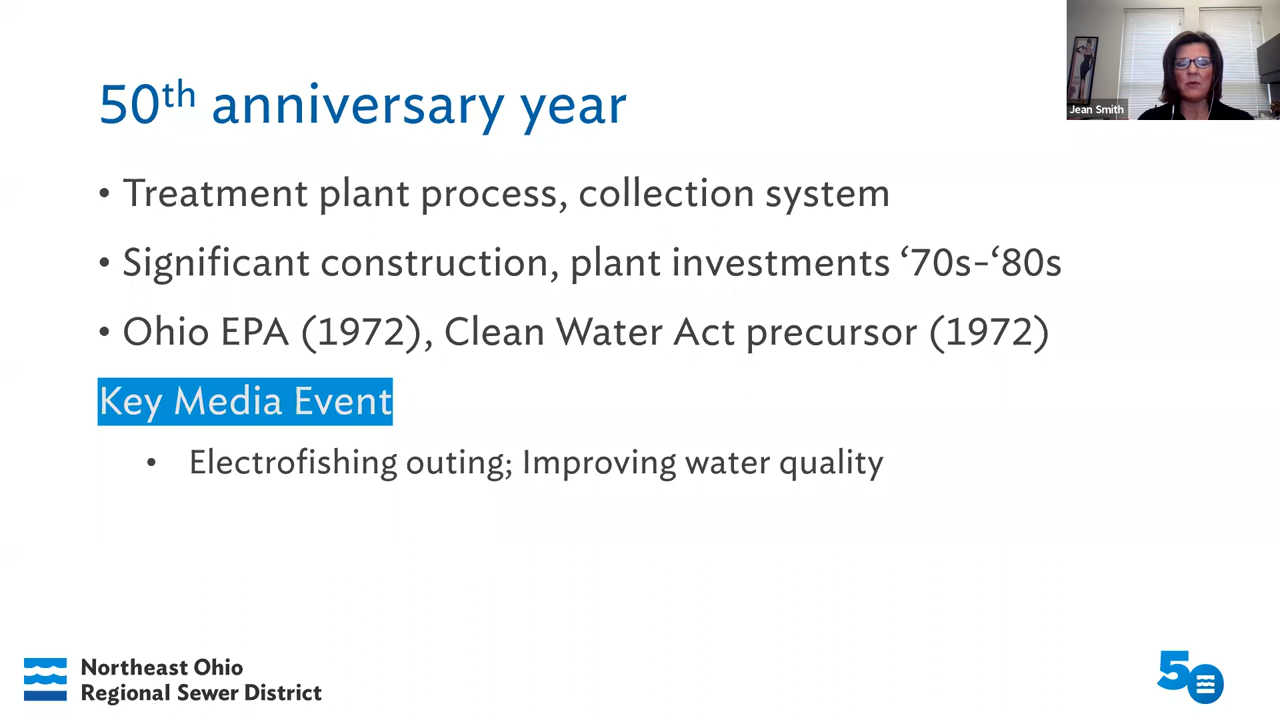 50th anniversary year
Jean Smith
• Treatment plant process, collection system
• Significant construction, plant investments ‘70s-‘80s
• Ohio EPA (1972), Clean Water Act precursor (1972)
Key Media Event
• Electrofishing outing; Improving water quality
Northeast Ohio
Regional Sewer District
50